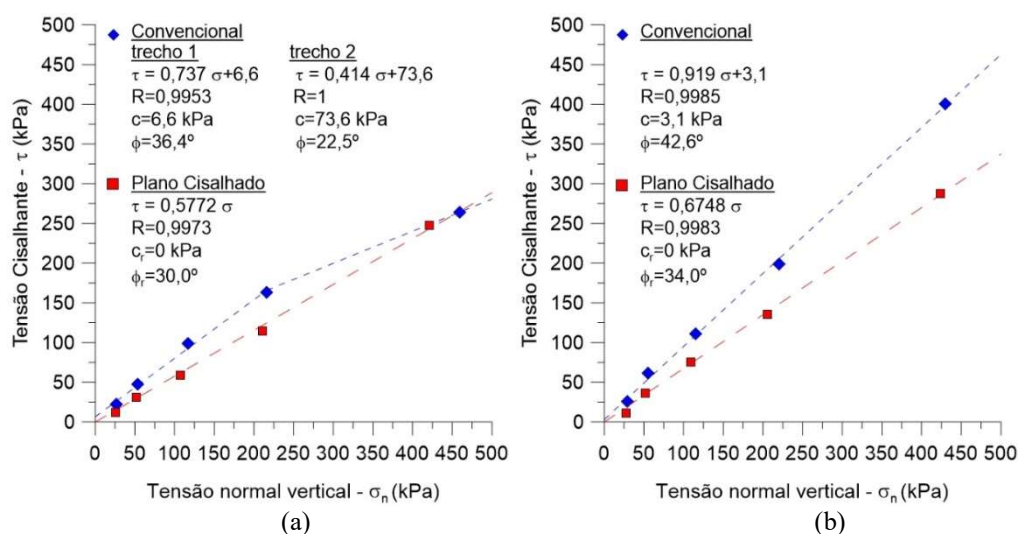 500
450
400
350
300
250
200
150
100
50
0
Tensão Cisalhante - τ (kPa)
Convencional
trecho 1 trecho 2
τ = 0,737 σ+6,6 τ = 0,414 σ+73,6
R=0,9953 R=1
c=6,6 kPa c=73,6 kPa
ϕ=36,4º ϕ=22,5º
Plano Cisalhado
τ = 0,5772 σ
R=0,9973
cr=0 kPa
ϕr=30,0º
0 50 100 150 200 250 300 350 400 450 500
Tensão normal vertical - σn (kPa)
(a)
500
450
400
350
300
250
200
150
100
50
0
Tensão Cisalhante - τ (kPa)
Convencional
τ = 0,919 σ+3,1
R=0,9985
c=3,1 kPa
ϕ=42,6º
Plano Cisalhado
τ = 0,6748 σ
R=0,9983
cr=0 kPa
ϕr=34,0º
0 50 100 150 200 250 300 350 400 450 500
Tensão normal vertical - σn (kPa)
(b)